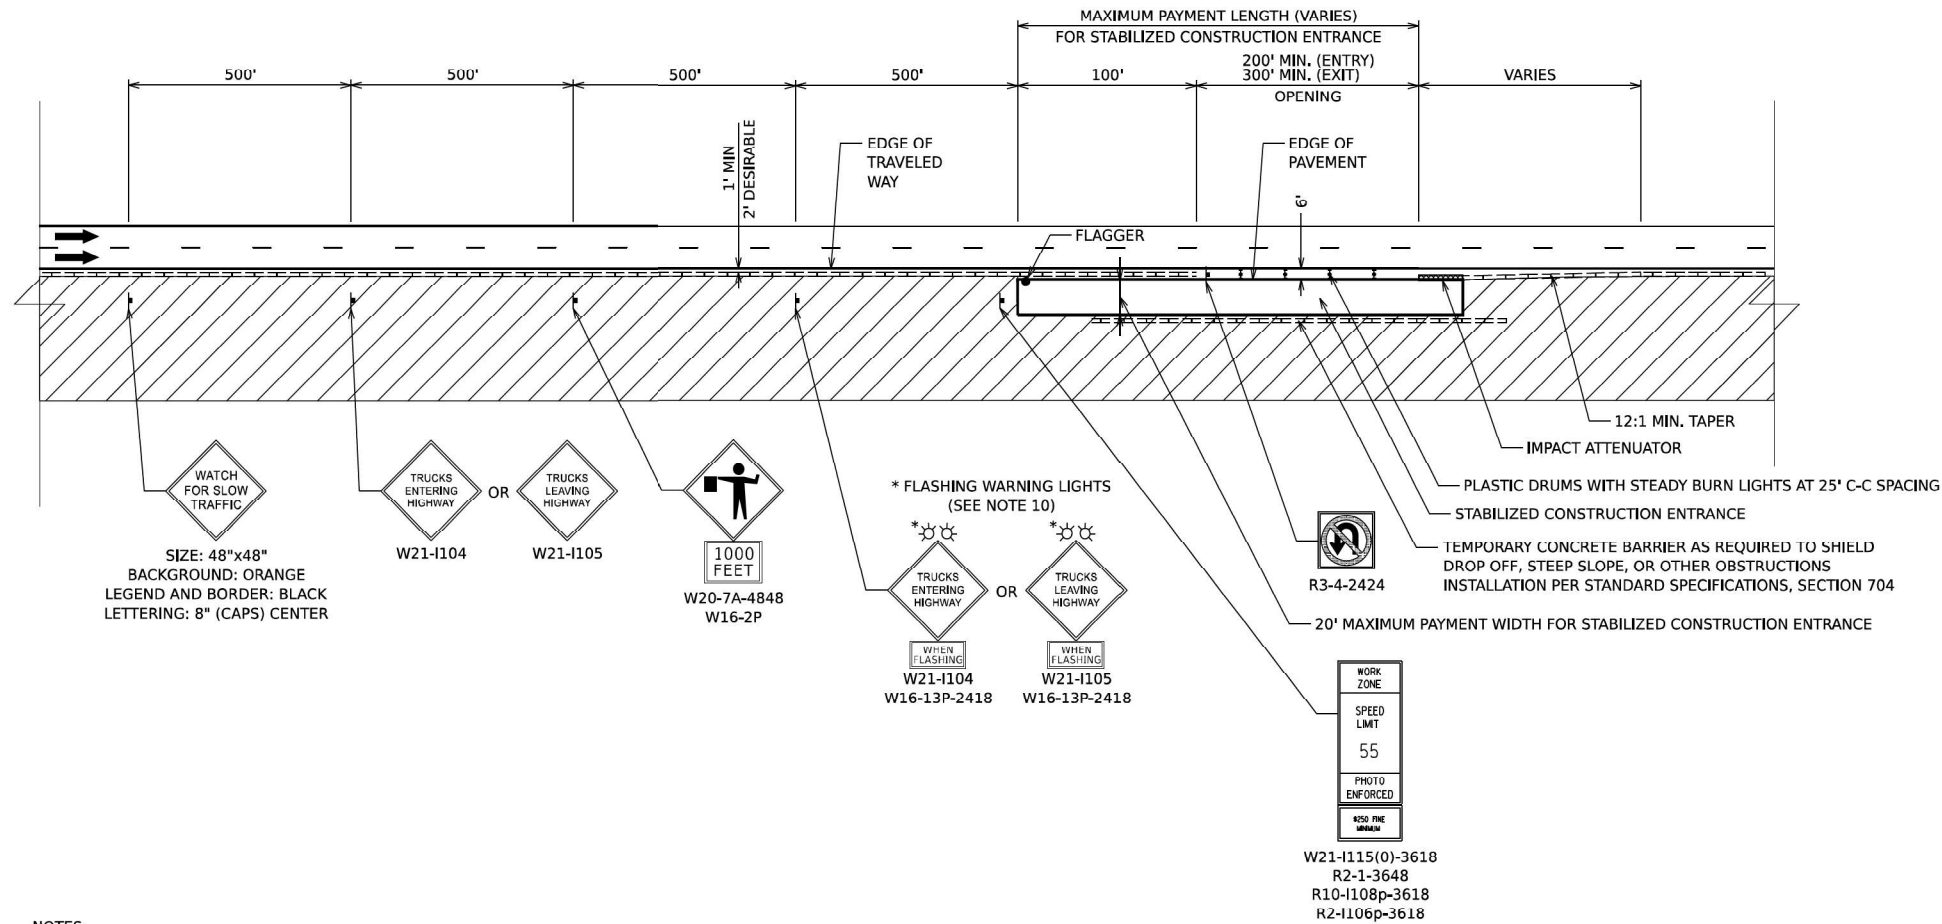 MAXIMUM PAYMENT LENGTH (VARIES)
FOR STABILIZED CONSTRUCTION ENTRANCE
500'
500'
500'
500'
100'
200' MIN. (ENTRY)
300' MIN. (EXIT)
OPENING
VARIES
1' MIN
2' DESIRABLE
EDGE OF
TRAVELED
WAY
EDGE OF
PAVEMENT
6'
FLAGGER
12:1 MIN. TAPER
IMPACT ATTENUATOR
PLASTIC DRUMS WITH STEADY BURN LIGHTS AT 25' C-C SPACING
STABILIZED CONSTRUCTION ENTRANCE
TEMPORARY CONCRETE BARRIER AS REQUIRED TO SHIELD
DROP OFF, STEEP SLOPE, OR OTHER OBSTRUCTIONS
INSTALLATION PER STANDARD SPECIFICATIONS, SECTION 704
20' MAXIMUM PAYMENT WIDTH FOR STABILIZED CONSTRUCTION ENTRANCE
WATCH
FOR SLOW
TRAFFIC
SIZE: 48"x48"
BACKGROUND: ORANGE
LEGEND AND BORDER: BLACK
LETTERING: 8" (CAPS) CENTER
TRUCKS
ENTERING
HIGHWAY
W21-I104
OR
TRUCKS
LEAVING
HIGHWAY
W21-I105
1000
FEET
W20-7A-4848
W16-2P
* FLASHING WARNING LIGHTS
(SEE NOTE 10)
*
TRUCKS
ENTERING
HIGHWAY
WHEN
FLASHING
W21-I104
W16-13P-2418
OR
*
TRUCKS
LEAVING
HIGHWAY
WHEN
FLASHING
W21-I105
W16-13P-2418
R3-4-2424
WORK
ZONE
SPEED
LIMIT
55
PHOTO
ENFORCED
$250 FINE
MINIMUM
W21-I115(0)-3618
R2-1-3648
R10-I108p-3618
R2-I106p-3618
NOTES